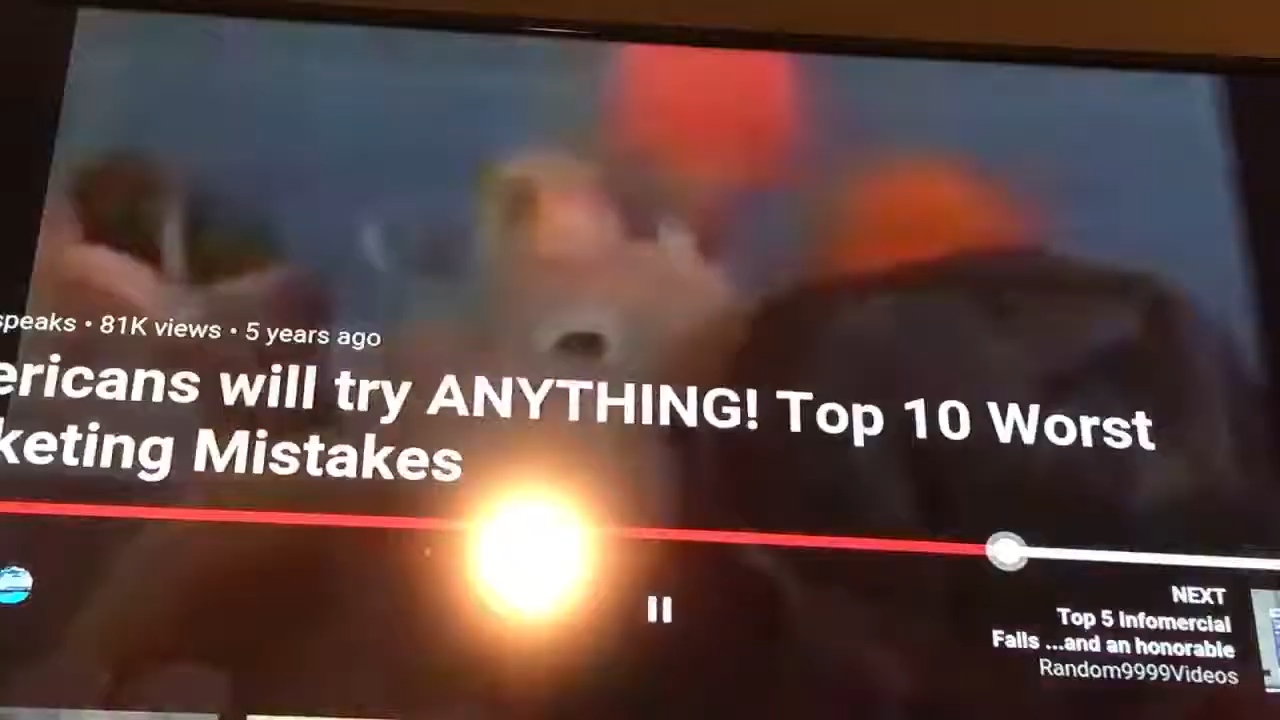 speaks • 81K views • 5 years ago
ericans will try ANYTHING! Top 10 Worst
keting Mistakes
NEXT
Top 5 Infomercial
Falls ...and an honorable
Random9999Videos